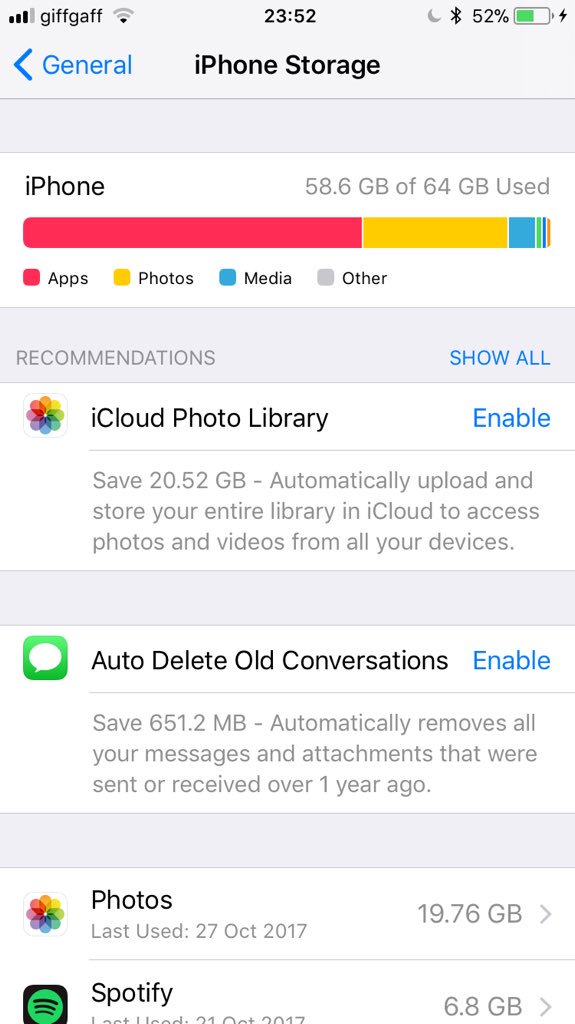 giffgaff 23:52 52%
General iPhone Storage
iPhone 58.6 GB of 64 GB Used
Apps Photos Media Other
RECOMMENDATIONS SHOW ALL
iCloud Photo Library Enable
Save 20.52 GB - Automatically upload and
store your entire library in iCloud to access
photos and videos from all your devices.
Auto Delete Old Conversations Enable
Save 651.2 MB - Automatically removes all
your messages and attachments that were
sent or received over 1 year ago.
Photos 19.76 GB
Last Used: 27 Oct 2017
Spotify 6.8 GB
Last Used: 21 Oct 2017